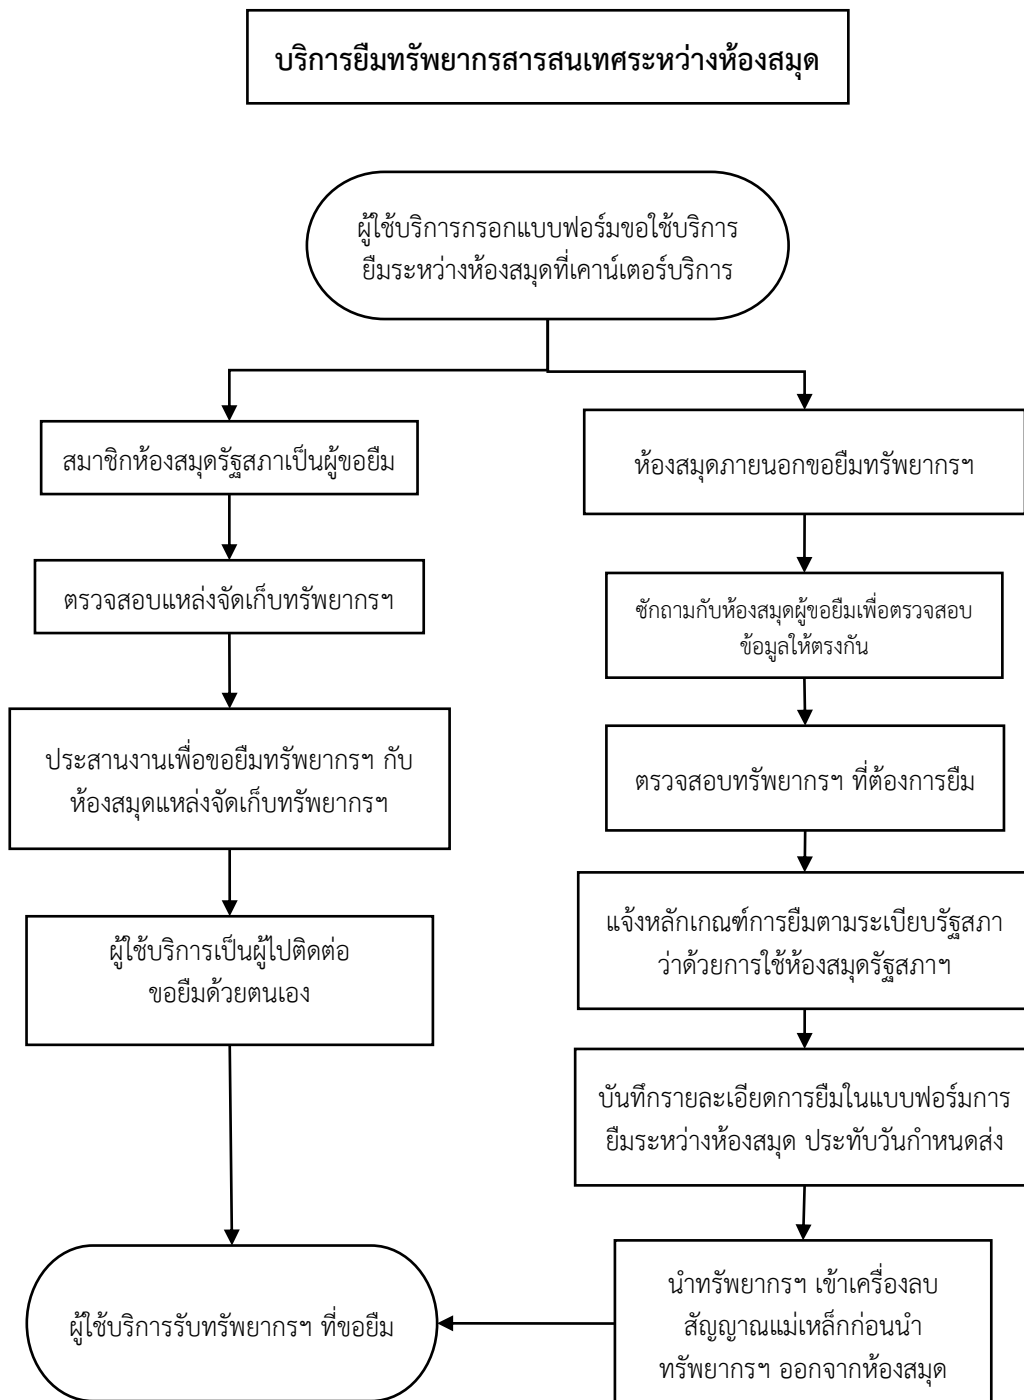 บริการยืมทรัพยากรสารสนเทศระหว่างห้องสมุด
ผู้ใช้บริการกรอกแบบฟอร์มขอใช้บริการ
ยืมระหว่างห้องสมุดที่เคาน์เตอร์บริการ
สมาชิกห้องสมุดรัฐสภาเป็นผู้ขอยืม
ตรวจสอบแหล่งจัดเก็บทรัพยากรฯ
ประสานงานเพื่อขอยืมทรัพยากรฯ กับ
ห้องสมุดแหล่งจัดเก็บทรัพยากรฯ
ผู้ใช้บริการเป็นผู้ไปติดต่อ
ขอยืมด้วยตนเอง
ห้องสมุดภายนอกขอยืมทรัพยากรฯ
ซักถามกับห้องสมุดผู้ขอยืมเพื่อตรวจสอบ
ข้อมูลให้ตรงกัน
ตรวจสอบทรัพยากรฯ ที่ต้องการยืม
แจ้งหลักเกณฑ์การยืมตามระเบียบรัฐสภา
ว่าด้วยการใช้ห้องสมุดรัฐสภาฯ
บันทึกรายละเอียดการยืมในแบบฟอร์มการ
ยืมระหว่างห้องสมุด ประทับวันกำหนดส่ง
นำทรัพยากรฯ เข้าเครื่องลบ
สัญญาณแม่เหล็กก่อนนำ
ทรัพยากรฯ ออกจากห้องสมุด
ผู้ใช้บริการรับทรัพยากรฯ ที่ขอยืม